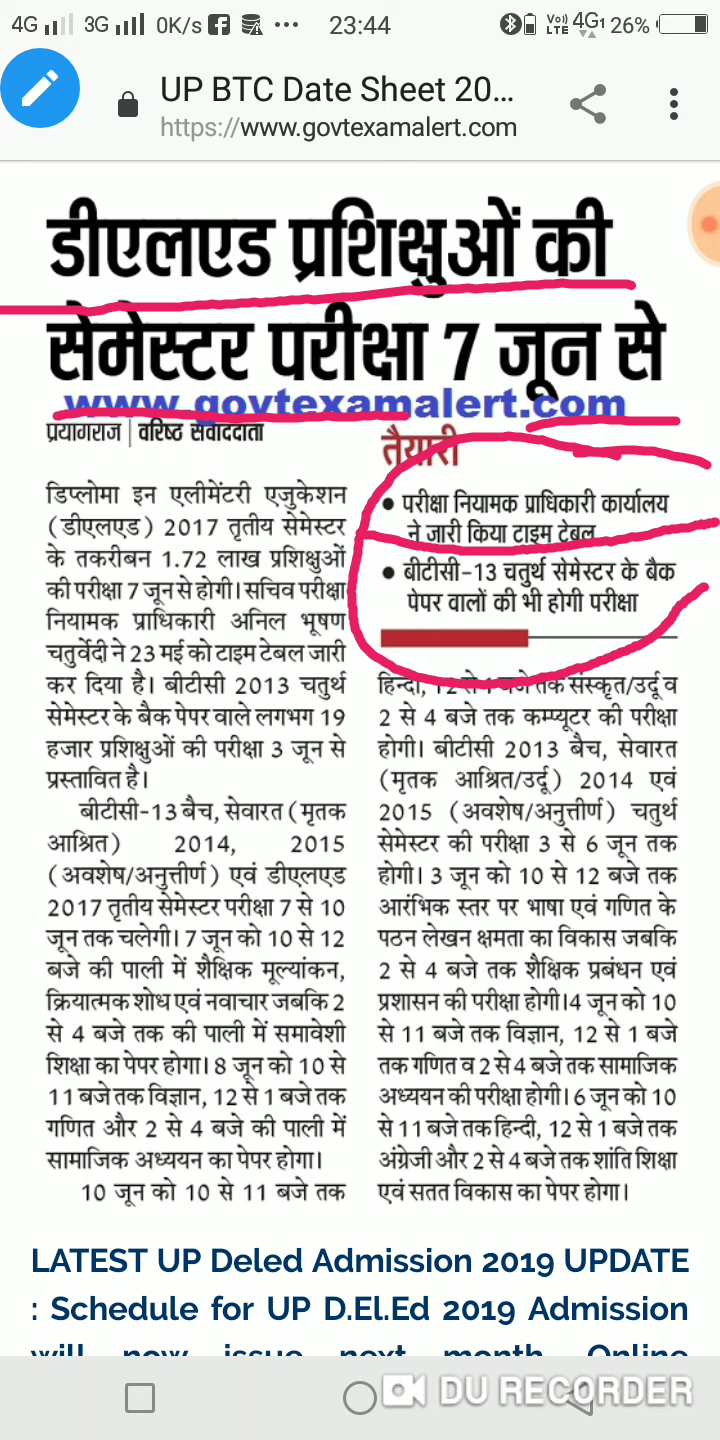 4G 3G 0K/s 23:44 VoLTE 4G1 26%
UP BTC Date Sheet 20...
https://www.govtexamalert.com
डीएलएड प्रशिक्षुओं की
सेमेस्टर परीक्षा 7 जून से
www.govtexamalert.com
प्रयागराज | वरिष्ठ संवाददाता
डिप्लोमा इन एलीमेंटरी एजुकेशन
(डीएलएड) 2017 तृतीय सेमेस्टर
के तकरीबन 1.72 लाख प्रशिक्षुओं
की परीक्षा 7 जून से होगी। सचिव परीक्षा
नियामक प्राधिकारी अनिल भूषण
चतुर्वेदी ने 23 मई को टाइम टेबल जारी
कर दिया है। बीटीसी 2013 चतुर्थ
सेमेस्टर के बैक पेपर वाले लगभग 19
हजार प्रशिक्षुओं की परीक्षा 3 जून से
प्रस्तावित है।
बीटीसी-13 बैच, सेवारत (मृतक
आश्रित) 2014, 2015
(अवशेष/अनुत्तीर्ण) एवं डीएलएड
2017 तृतीय सेमेस्टर परीक्षा 7 से 10
जून तक चलेगी। 7 जून को 10 से 12
बजे की पाली में शैक्षिक मूल्यांकन,
क्रियात्मक शोध एवं नवाचार जबकि 2
से 4 बजे तक की पाली में समावेशी
शिक्षा का पेपर होगा। 8 जून को 10 से
11 बजे तक विज्ञान, 12 से 1 बजे तक
गणित और 2 से 4 बजे की पाली में
सामाजिक अध्ययन का पेपर होगा।
10 जून को 10 से 11 बजे तक
तैयारी
• परीक्षा नियामक प्राधिकारी कार्यालय
ने जारी किया टाइम टेबल
• बीटीसी-13 चतुर्थ सेमेस्टर के बैक
पेपर वालों की भी होगी परीक्षा
हिन्दी, 12 से 1 बजे तक संस्कृत/उर्दू व
2 से 4 बजे तक कम्प्यूटर की परीक्षा
होगी। बीटीसी 2013 बैच, सेवारत
(मृतक आश्रित/उर्दू) 2014 एवं
2015 (अवशेष/अनुत्तीर्ण) चतुर्थ
सेमेस्टर की परीक्षा 3 से 6 जून तक
होगी। 3 जून को 10 से 12 बजे तक
आरंभिक स्तर पर भाषा एवं गणित के
पठन लेखन क्षमता का विकास जबकि
2 से 4 बजे तक शैक्षिक प्रबंधन एवं
प्रशासन की परीक्षा होगी।4 जून को 10
से 11 बजे तक विज्ञान, 12 से 1 बजे
तक गणित व 2 से 4 बजे तक सामाजिक
अध्ययन की परीक्षा होगी। 6 जून को 10
से 11 बजे तक हिन्दी, 12 से 1 बजे तक
अंग्रेजी और 2 से 4 बजे तक शांति शिक्षा
एवं सतत विकास का पेपर होगा।
LATEST UP Deled Admission 2019 UPDATE
: Schedule for UP D.El.Ed 2019 Admission
will now issue next month. Online
DU RECORDER